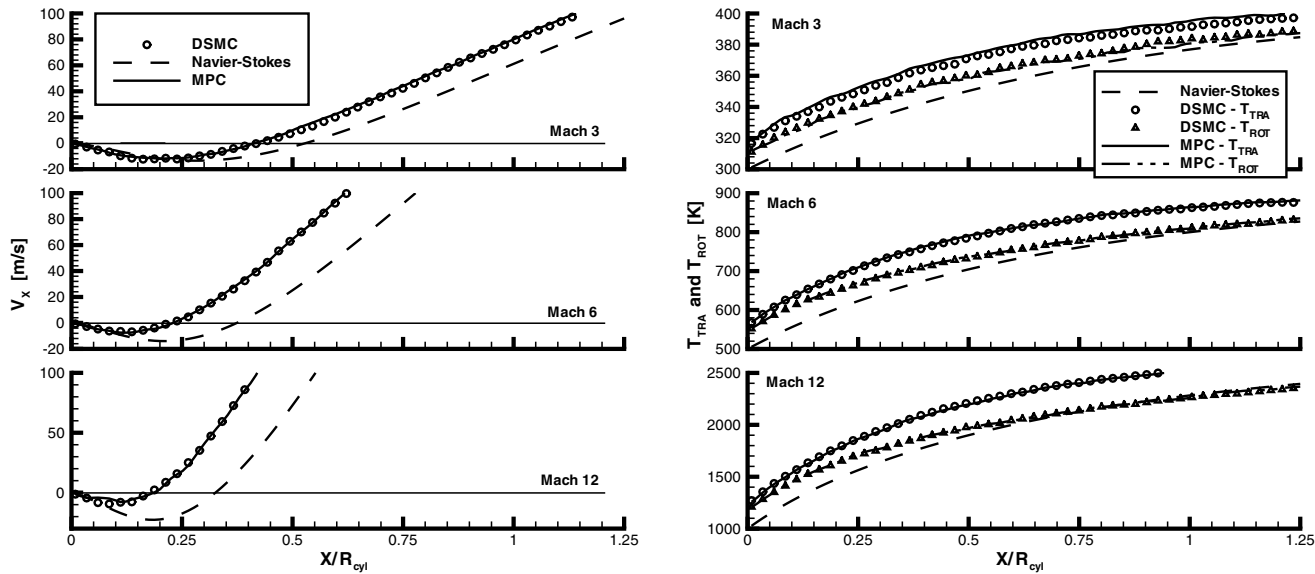 100
80
60
40
20
0
-20
DSMC
Navier-Stokes
MPC
Mach 3
100
80
60
40
20
0
-20
Mach 6
100
50
0
Mach 12
V_X [m/s]
0 0.25 0.5 0.75 1 1.25
X/R_cyl
400
380
360
340
320
300
Mach 3
Navier-Stokes
DSMC - T_TRA
DSMC - T_ROT
MPC - T_TRA
MPC - T_ROT
900
800
700
600
500
Mach 6
2500
2000
1500
1000
Mach 12
T_TRA and T_ROT [K]
0 0.25 0.5 0.75 1 1.25
X/R_cyl